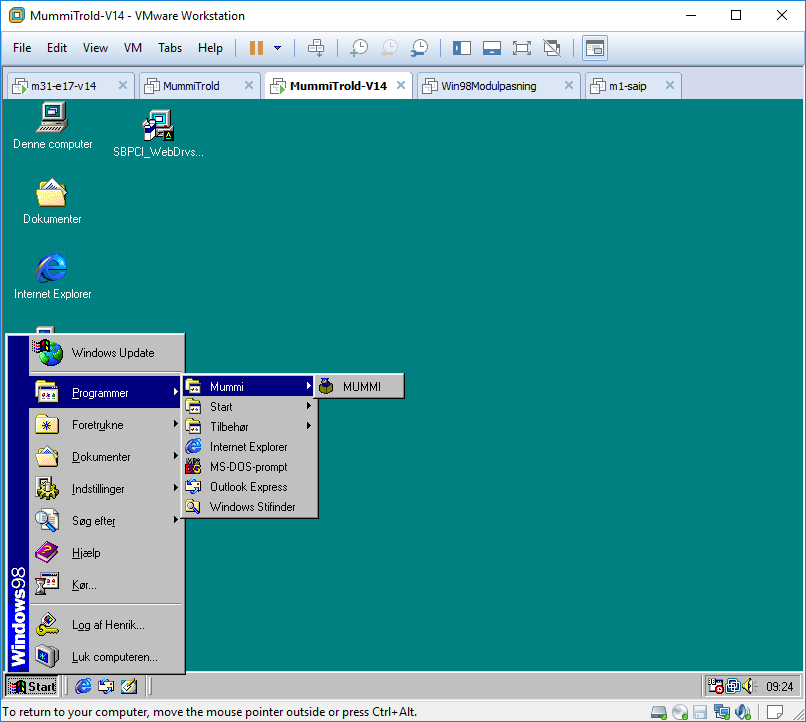 MummiTrold-V14 - VMware Workstation
File Edit View VM Tabs Help
m31-e17-v14 MummiTrold MummiTrold-V14 Win98Modulpasning m1-saip
Denne computer
SBPCI_WebDrvs...
Dokumenter
Internet Explorer
Windows Update
Programmer
Foretrykne
Dokumenter
Indstillinger
Søg efter
Hjælp
Kør...
Log af Henrik...
Luk computeren...
Windows98
Mummi
Start
Tilbehør
Internet Explorer
MS-DOS-prompt
Outlook Express
Windows Stifinder
MUMMI
Start
09:24
To return to your computer, move the mouse pointer outside or press Ctrl+Alt.